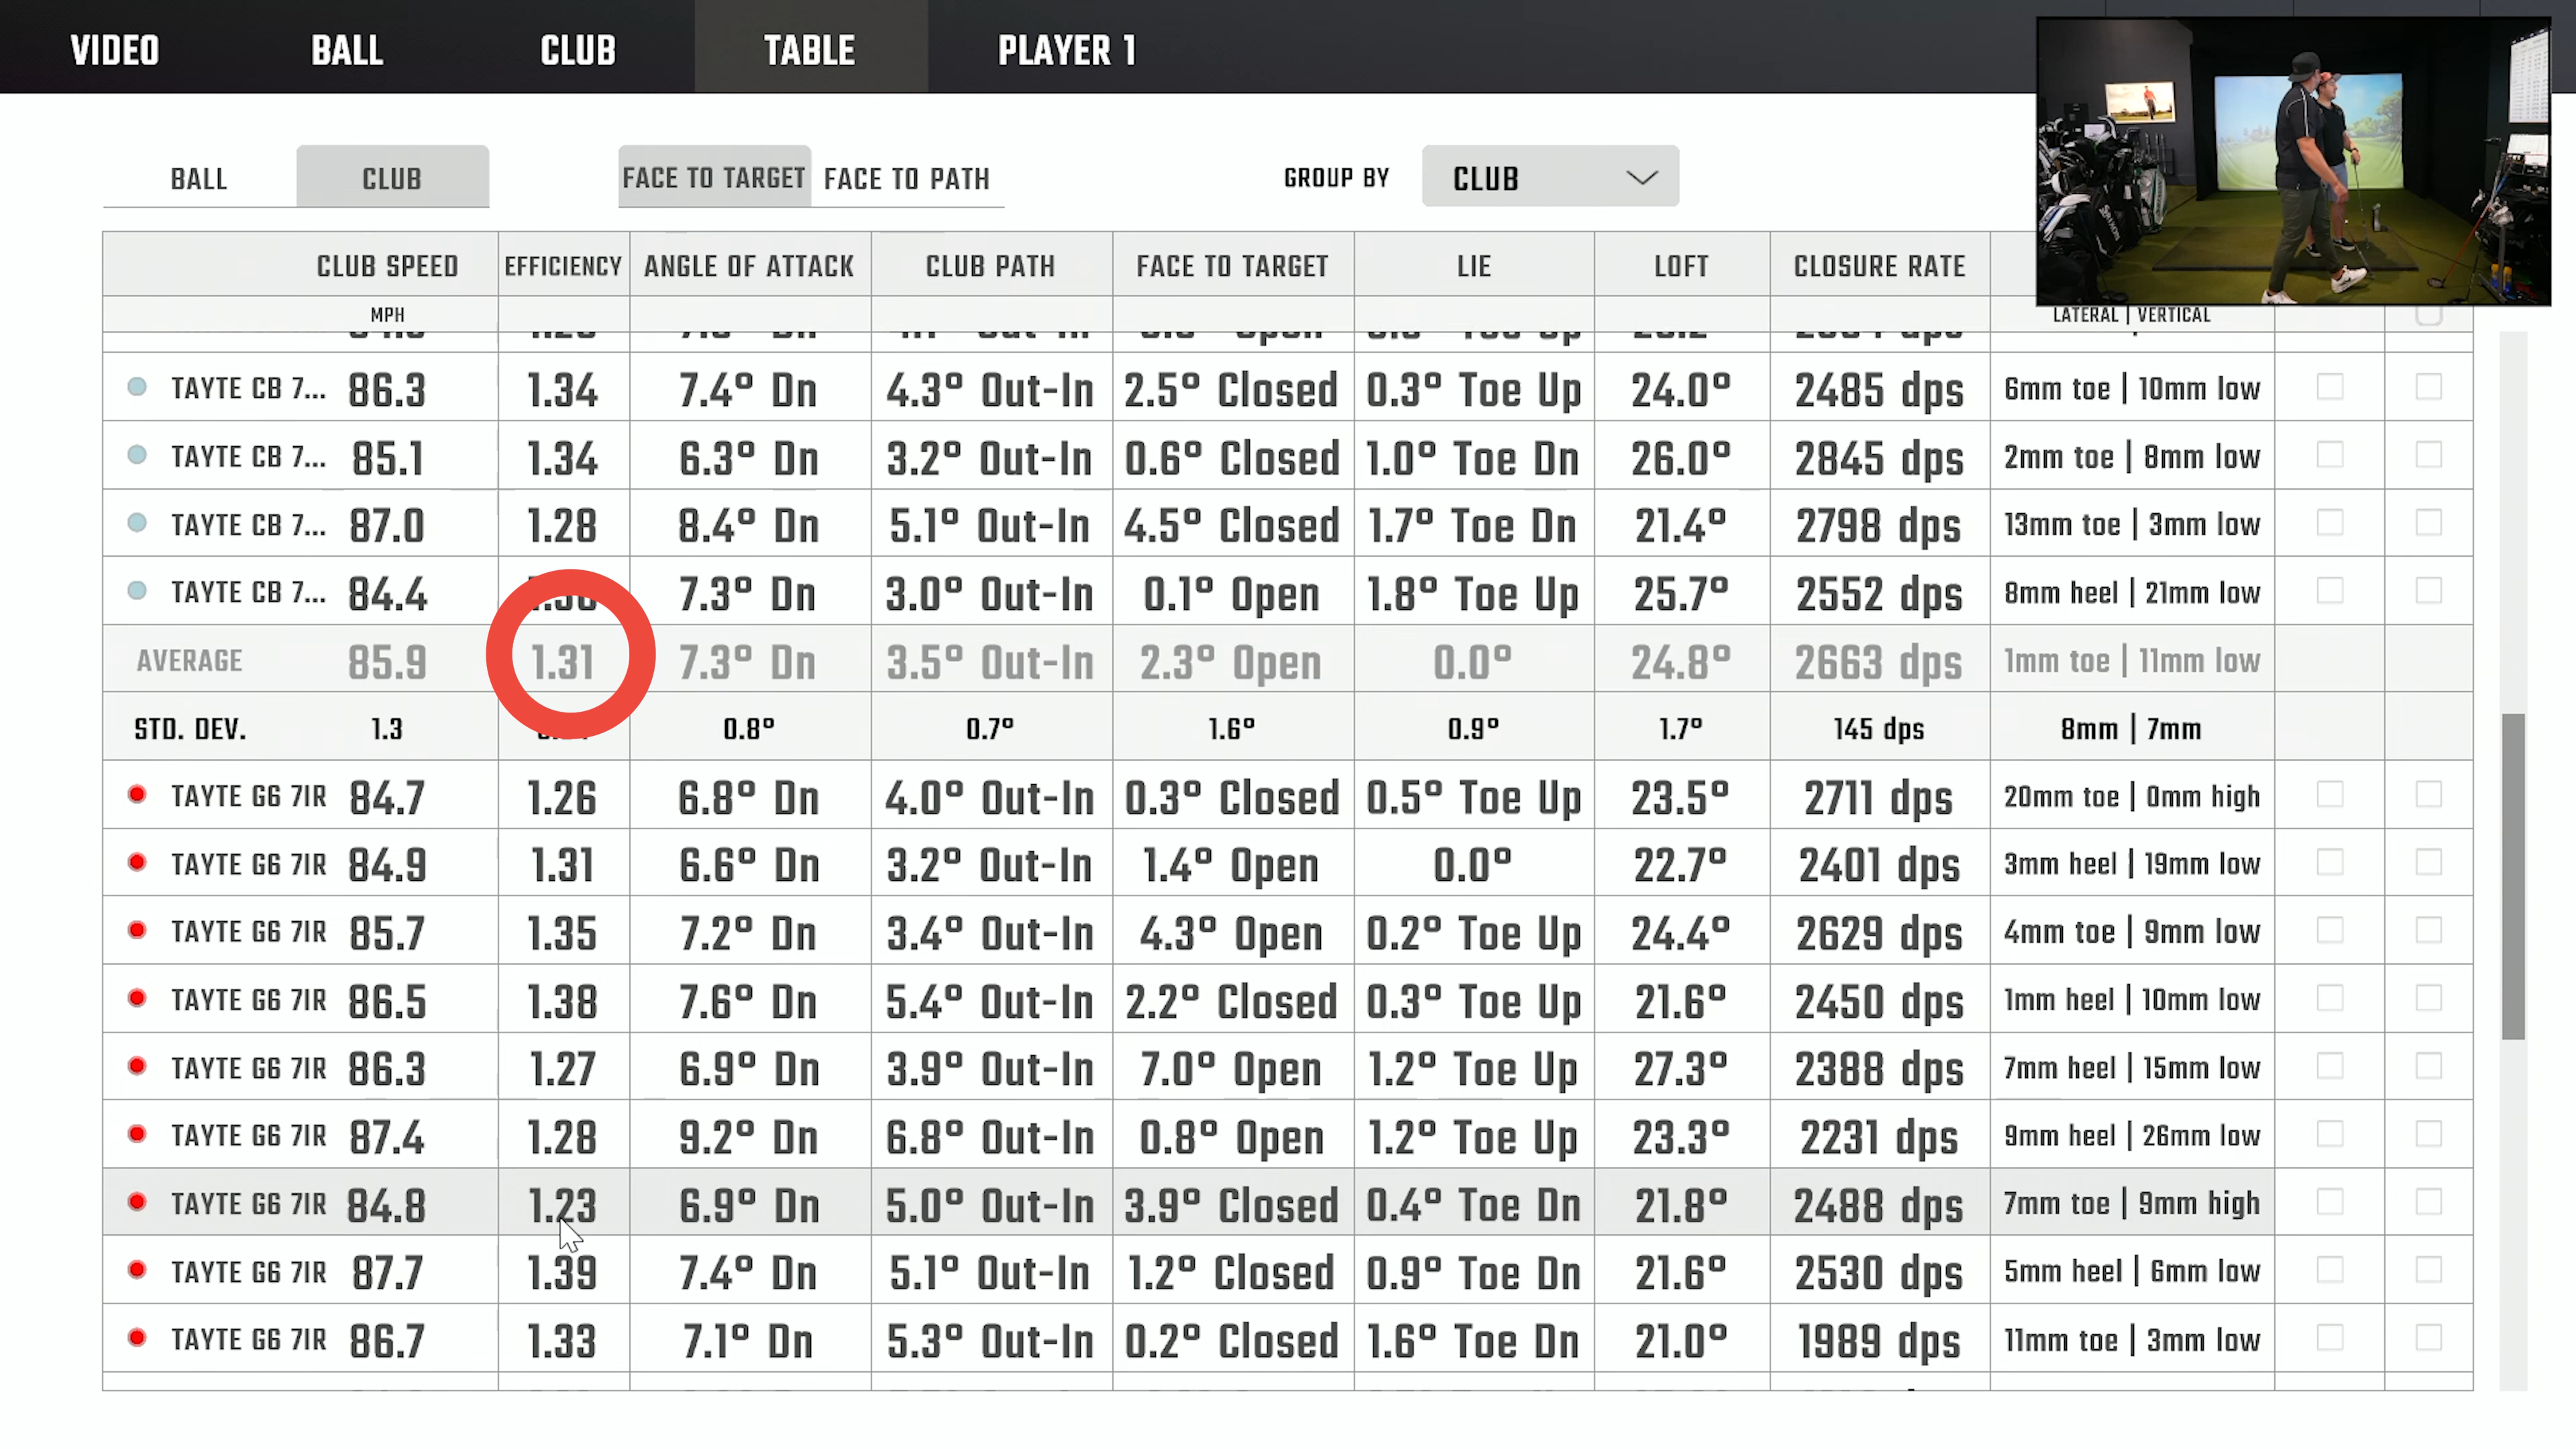 VIDEO BALL CLUB TABLE PLAYER 1
BALL CLUB FACE TO TARGET FACE TO PATH GROUP BY CLUB
CLUB SPEED EFFICIENCY ANGLE OF ATTACK CLUB PATH FACE TO TARGET LIE LOFT CLOSURE RATE
MPH LATERAL | VERTICAL
TAYTE CB 7... 86.3 1.34 7.4° Dn 4.3° Out-In 2.5° Closed 0.3° Toe Up 24.0° 2485 dps 6mm toe | 10mm low
TAYTE CB 7... 85.1 1.34 6.3° Dn 3.2° Out-In 0.6° Closed 1.0° Toe Dn 26.0° 2845 dps 2mm toe | 8mm low
TAYTE CB 7... 87.0 1.28 8.4° Dn 5.1° Out-In 4.5° Closed 1.7° Toe Dn 21.4° 2798 dps 13mm toe | 3mm low
TAYTE CB 7... 84.4 7.3° Dn 3.0° Out-In 0.1° Open 1.8° Toe Up 25.7° 2552 dps 8mm heel | 21mm low
AVERAGE 85.9 1.31 7.3° Dn 3.5° Out-In 2.3° Open 0.0° 24.8° 2663 dps 1mm toe | 11mm low
STD. DEV. 1.3 0.8° 0.7° 1.6° 0.9° 1.7° 145 dps 8mm | 7mm
TAYTE G6 7IR 84.7 1.26 6.8° Dn 4.0° Out-In 0.3° Closed 0.5° Toe Up 23.5° 2711 dps 20mm toe | 0mm high
TAYTE G6 7IR 84.9 1.31 6.6° Dn 3.2° Out-In 1.4° Open 0.0° 22.7° 2401 dps 3mm heel | 19mm low
TAYTE G6 7IR 85.7 1.35 7.2° Dn 3.4° Out-In 4.3° Open 0.2° Toe Up 24.4° 2629 dps 4mm toe | 9mm low
TAYTE G6 7IR 86.5 1.38 7.6° Dn 5.4° Out-In 2.2° Closed 0.3° Toe Up 21.6° 2450 dps 1mm heel | 10mm low
TAYTE G6 7IR 86.3 1.27 6.9° Dn 3.9° Out-In 7.0° Open 1.2° Toe Up 27.3° 2388 dps 7mm heel | 15mm low
TAYTE G6 7IR 87.4 1.28 9.2° Dn 6.8° Out-In 0.8° Open 1.2° Toe Up 23.3° 2231 dps 9mm heel | 26mm low
TAYTE G6 7IR 84.8 1.23 6.9° Dn 5.0° Out-In 3.9° Closed 0.4° Toe Dn 21.8° 2488 dps 7mm toe | 9mm high
TAYTE G6 7IR 87.7 1.39 7.4° Dn 5.1° Out-In 1.2° Closed 0.9° Toe Dn 21.6° 2530 dps 5mm heel | 6mm low
TAYTE G6 7IR 86.7 1.33 7.1° Dn 5.3° Out-In 0.2° Closed 1.6° Toe Dn 21.0° 1989 dps 11mm toe | 3mm low